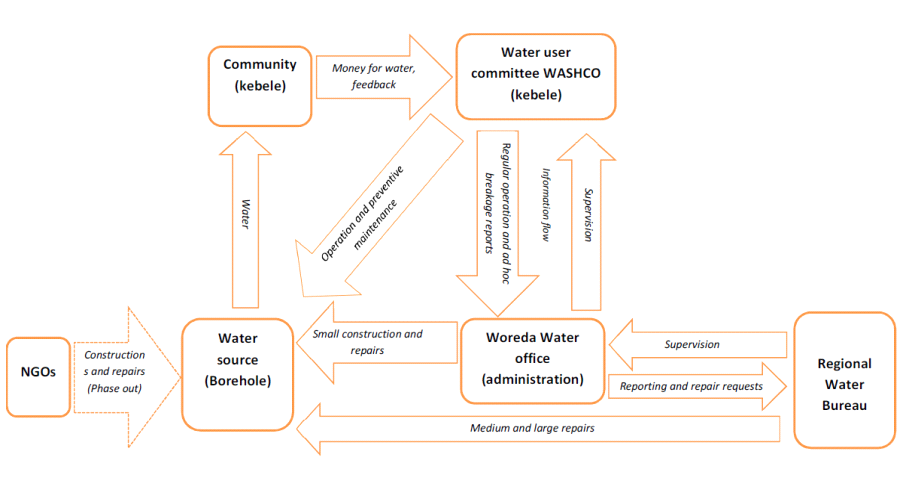 Community
(kebele)
Money for water,
feedback
Water user
committee WASHCO
(kebele)
Water
Operation and preventive
maintenance
Regular operation and ad hoc
breakage reports
Information flow
Supervision
NGOs
Construction
s and repairs
(Phase out)
Water
source
(Borehole)
Small construction and
repairs
Woreda Water
office
(administration)
Supervision
Reporting and repair requests
Medium and large repairs
Regional
Water
Bureau